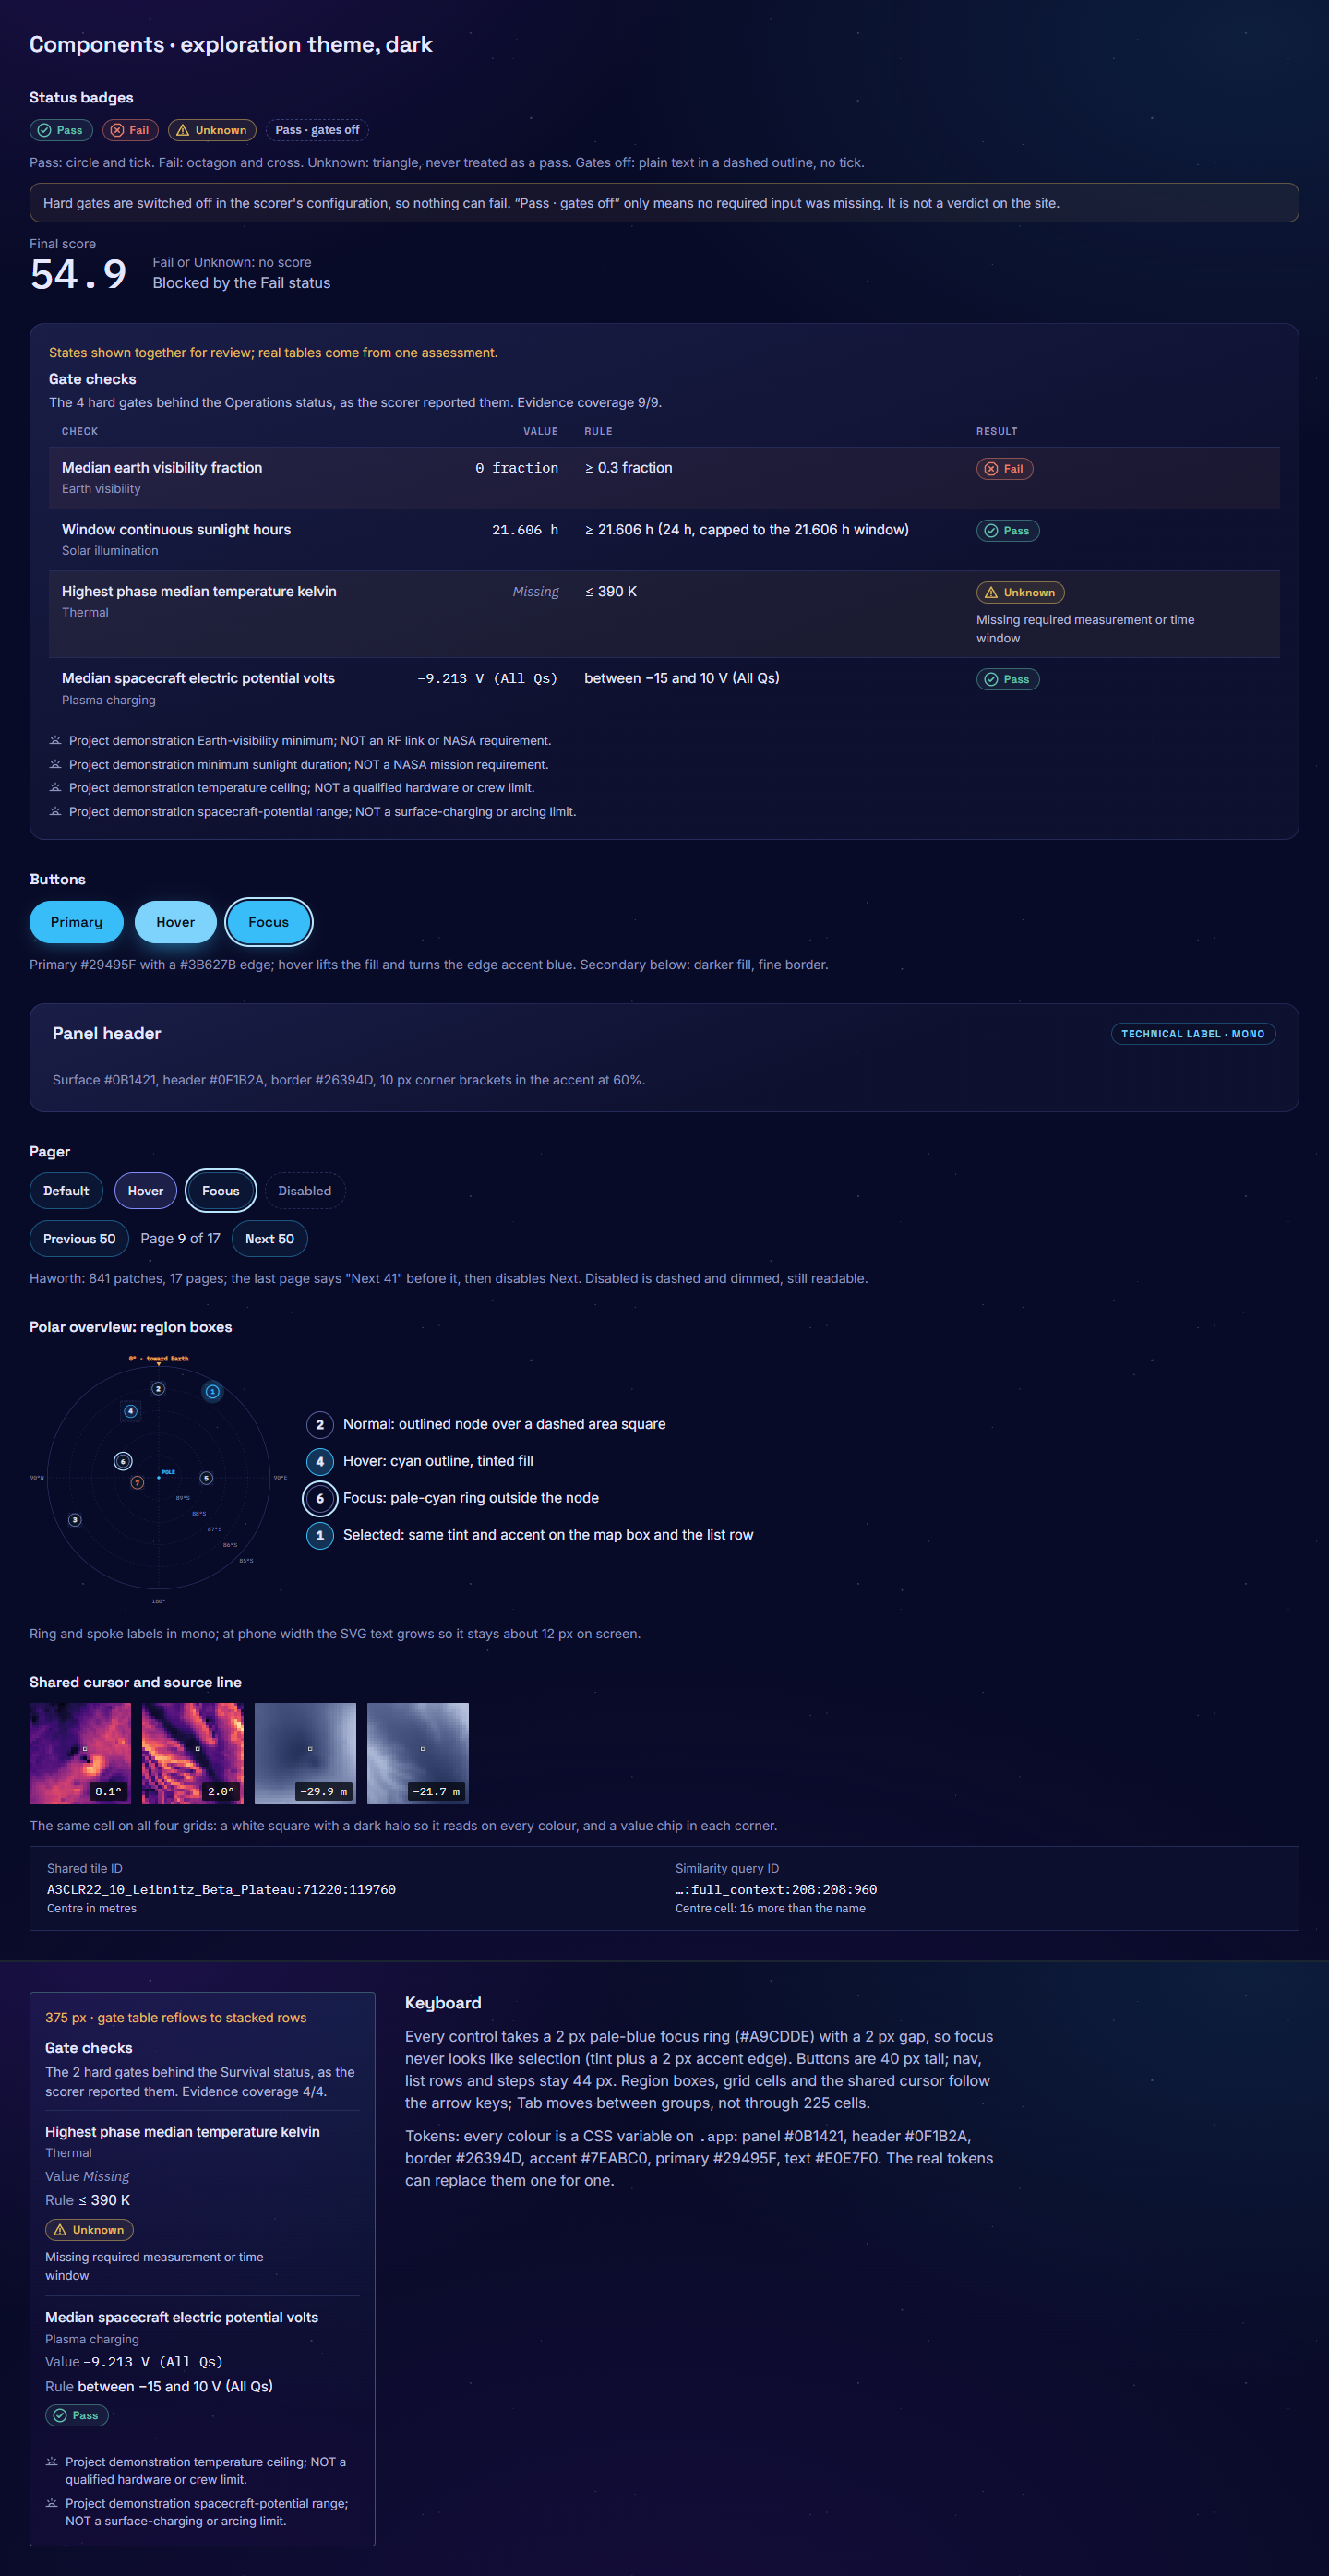 Components · exploration theme, dark
Status badges
Pass
Fail
Unknown
Pass · gates off
Pass: circle and tick. Fail: octagon and cross. Unknown: triangle, never treated as a pass. Gates off: plain text in a dashed outline, no tick.
Hard gates are switched off in the scorer's configuration, so nothing can fail. “Pass · gates off” only means no required input was missing. It is not a verdict on the site.
Final score
54.9
Fail or Unknown: no score
Blocked by the Fail status
States shown together for review; real tables come from one assessment.
Gate checks
The 4 hard gates behind the Operations status, as the scorer reported them. Evidence coverage 9/9.
CHECK VALUE RULE RESULT
Median earth visibility fraction 0 fraction ≥ 0.3 fraction Fail
Earth visibility
Window continuous sunlight hours 21.606 h ≥ 21.606 h (24 h, capped to the 21.606 h window) Pass
Solar illumination
Highest phase median temperature kelvin Missing ≤ 390 K Unknown
Thermal
Missing required measurement or time
window
Median spacecraft electric potential volts −9.213 V (All Qs) between −15 and 10 V (All Qs) Pass
Plasma charging
Project demonstration Earth-visibility minimum; NOT an RF link or NASA requirement.
Project demonstration minimum sunlight duration; NOT a NASA mission requirement.
Project demonstration temperature ceiling; NOT a qualified hardware or crew limit.
Project demonstration spacecraft-potential range; NOT a surface-charging or arcing limit.
Buttons
Primary
Hover
Focus
Primary #29495F with a #3B627B edge; hover lifts the fill and turns the edge accent blue. Secondary below: darker fill, fine border.
Panel header
TECHNICAL LABEL · MONO
Surface #0B1421, header #0F1B2A, border #26394D, 10 px corner brackets in the accent at 60%.
Pager
Default
Hover
Focus
Disabled
Previous 50
Page 9 of 17
Next 50
Haworth: 841 patches, 17 pages; the last page says "Next 41" before it, then disables Next. Disabled is dashed and dimmed, still readable.
Polar overview: region boxes
0° · toward Earth
2
1
4
6
7
POLE
5
90°W
90°E
3
89°S
88°S
87°S
86°S
85°S
180°
2 Normal: outlined node over a dashed area square
4 Hover: cyan outline, tinted fill
6 Focus: pale-cyan ring outside the node
1 Selected: same tint and accent on the map box and the list row
Ring and spoke labels in mono; at phone width the SVG text grows so it stays about 12 px on screen.
Shared cursor and source line
8.1°
2.0°
−29.9 m
−21.7 m
The same cell on all four grids: a white square with a dark halo so it reads on every colour, and a value chip in each corner.
Shared tile ID
A3CLR22_10_Leibnitz_Beta_Plateau:71220:119760
Centre in metres
Similarity query ID
…:full_context:208:208:960
Centre cell: 16 more than the name
375 px · gate table reflows to stacked rows
Gate checks
The 2 hard gates behind the Survival status, as the
scorer reported them. Evidence coverage 4/4.
Highest phase median temperature kelvin
Thermal
Value Missing
Rule ≤ 390 K
Unknown
Missing required measurement or time
window
Median spacecraft electric potential volts
Plasma charging
Value −9.213 V (All Qs)
Rule between −15 and 10 V (All Qs)
Pass
Project demonstration temperature ceiling; NOT a
qualified hardware or crew limit.
Project demonstration spacecraft-potential range;
NOT a surface-charging or arcing limit.
Keyboard
Every control takes a 2 px pale-blue focus ring (#A9CDDE) with a 2 px gap, so focus
never looks like selection (tint plus a 2 px accent edge). Buttons are 40 px tall; nav,
list rows and steps stay 44 px. Region boxes, grid cells and the shared cursor follow
the arrow keys; Tab moves between groups, not through 225 cells.
Tokens: every colour is a CSS variable on .app: panel #0B1421, header #0F1B2A,
border #26394D, accent #7EABC0, primary #29495F, text #E0E7F0. The real tokens
can replace them one for one.